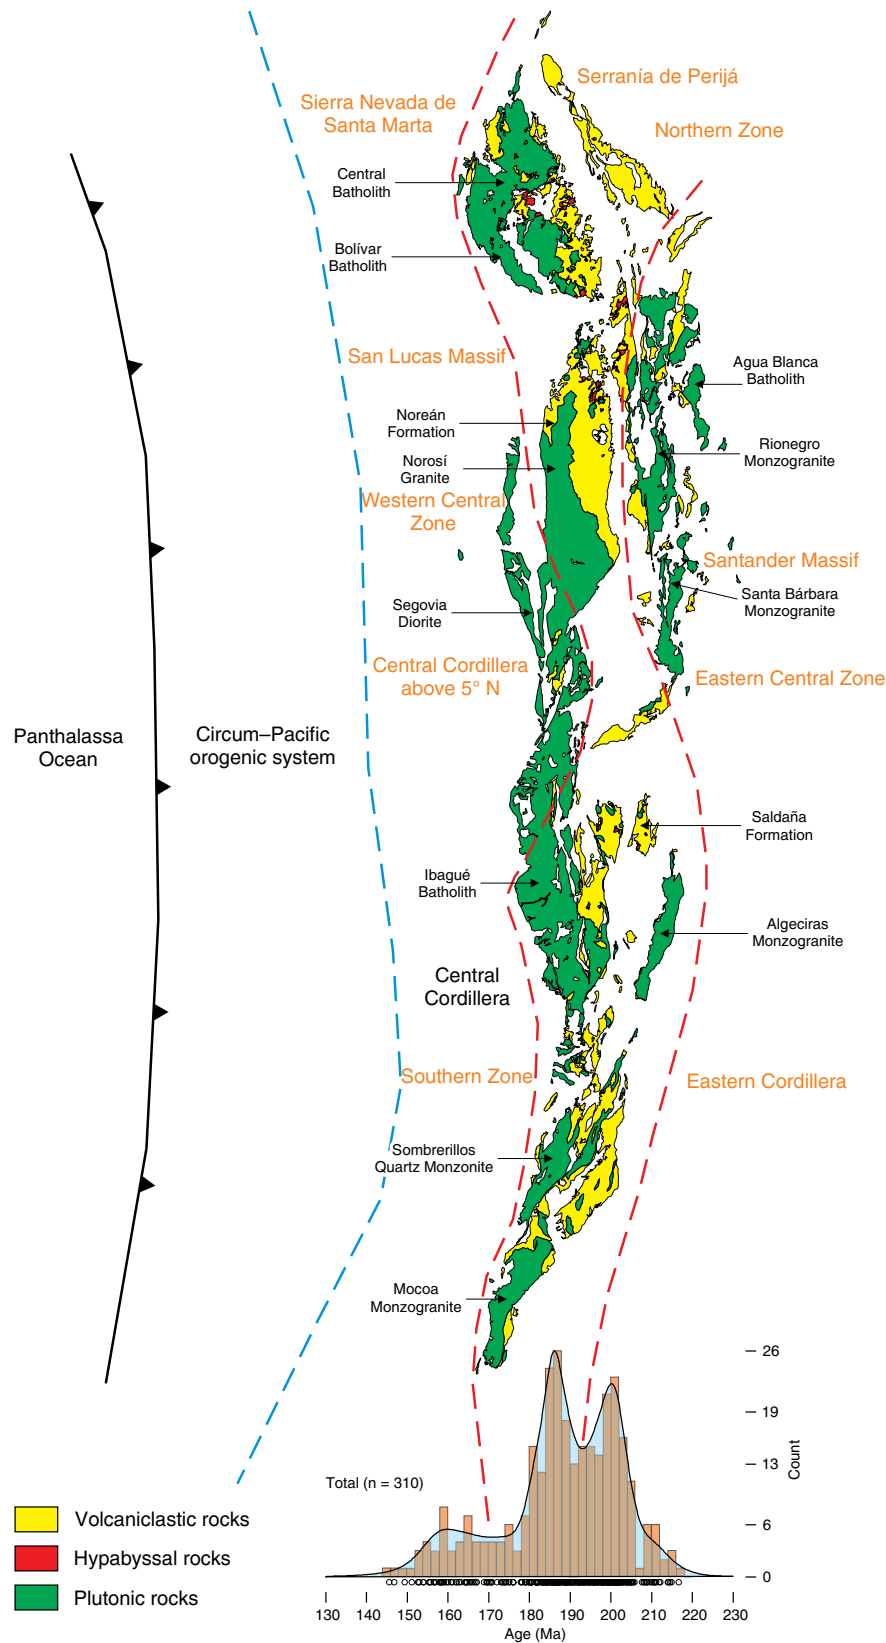 Serranía de Perijá
Sierra Nevada de
Santa Marta
Northern Zone
Central
Batholith
Bolívar
Batholith
San Lucas Massif
Agua Blanca
Batholith
Noreán
Formation
Rionegro
Monzogranite
Norosí
Granite
Western Central
Zone
Santander Massif
Santa Bárbara
Monzogranite
Segovia
Diorite
Central Cordillera
above 5° N
Eastern Central Zone
Panthalassa
Ocean
Circum–Pacific
orogenic system
Saldaña
Formation
Ibagué
Batholith
Algeciras
Monzogranite
Central
Cordillera
Southern Zone
Eastern Cordillera
Sombrerillos
Quartz Monzonite
Mocoa
Monzogranite
26
19
13
6
0
Count
Total (n = 310)
Volcaniclastic rocks
Hypabyssal rocks
Plutonic rocks
130 140 150 160 170 180 190 200 210 220 230
Age (Ma)